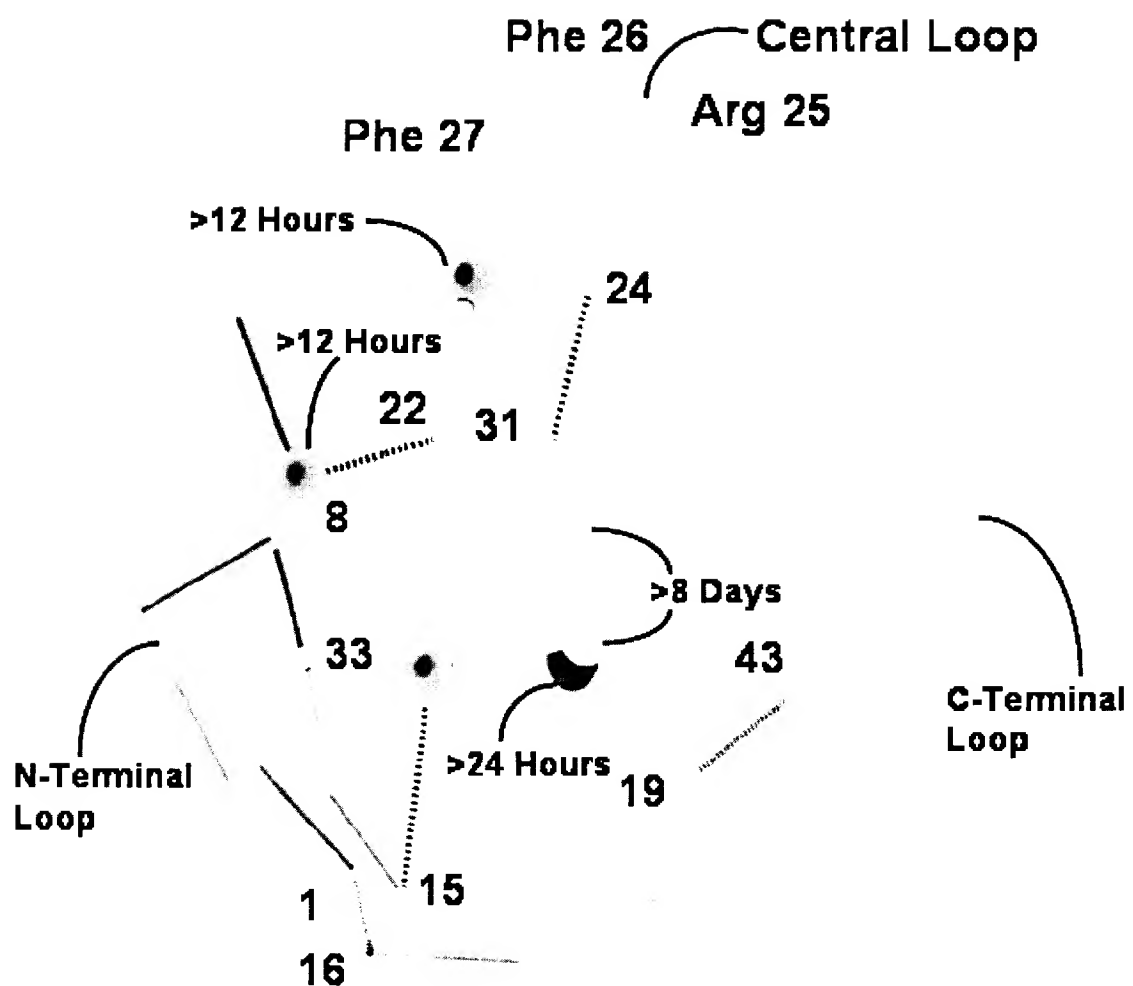 Phe 26
Central Loop
Arg 25
Phe 27
>12 Hours
24
>12 Hours
22
31
8
>8 Days
33
43
C-Terminal
Loop
N-Terminal
Loop
>24 Hours
19
15
1
16